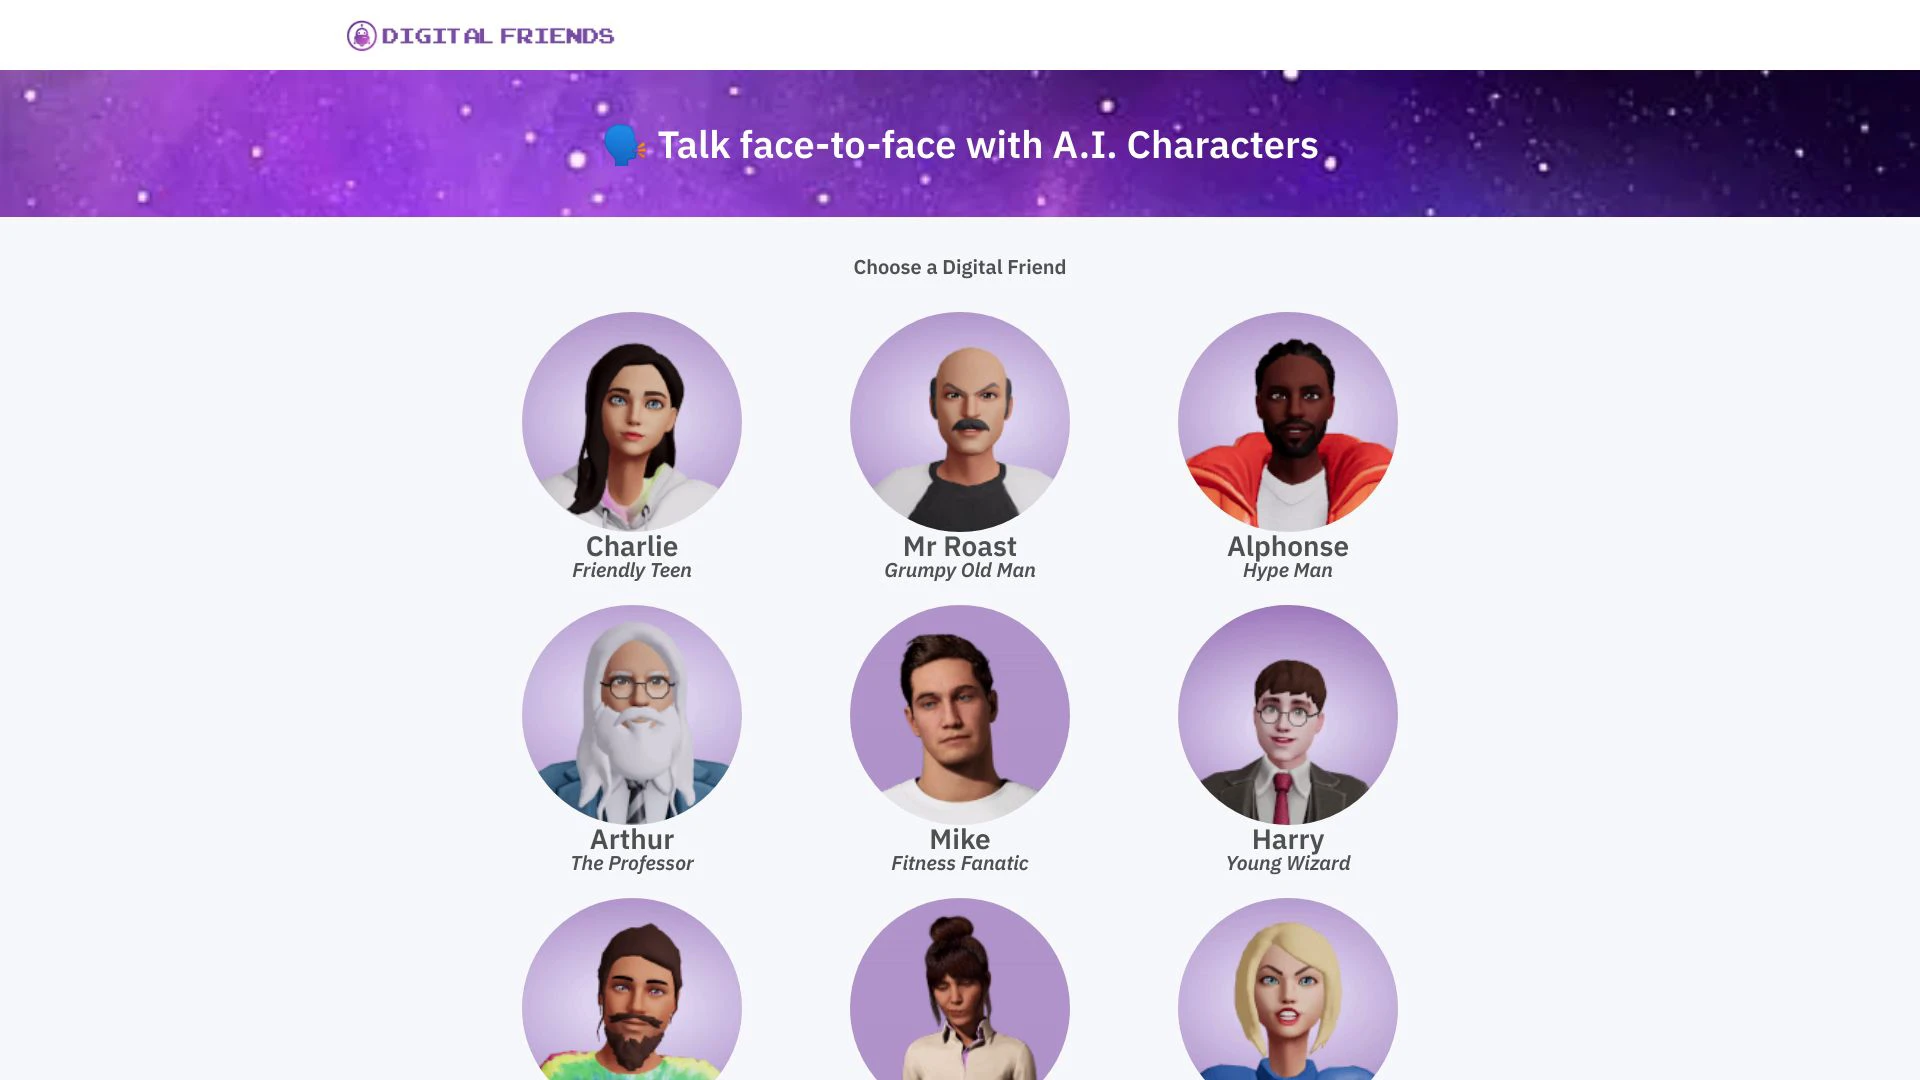 DIGITAL FRIENDS
Talk face-to-face with A.I. Characters
Choose a Digital Friend
Charlie
Friendly Teen
Mr Roast
Grumpy Old Man
Alphonse
Hype Man
Arthur
The Professor
Mike
Fitness Fanatic
Harry
Young Wizard